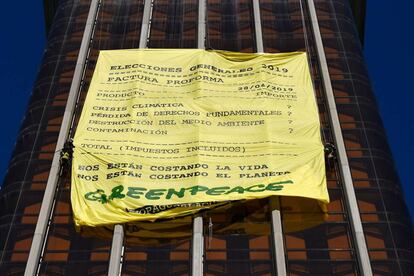 ELECCIONES GENERALES 2019
FACTURA PROFORMA
28/04/2019
PRODUCTO IMPORTE
CRISIS CLIMÁTICA ?
PÉRDIDA DE DERECHOS FUNDAMENTALES ?
DESTRUCCIÓN DEL MEDIO AMBIENTE ?
CONTAMINACIÓN ?
TOTAL (IMPUESTOS INCLUIDOS)
NOS ESTÁN COSTANDO LA VIDA
NOS ESTÁN COSTANDO EL PLANETA
GREENPEACE